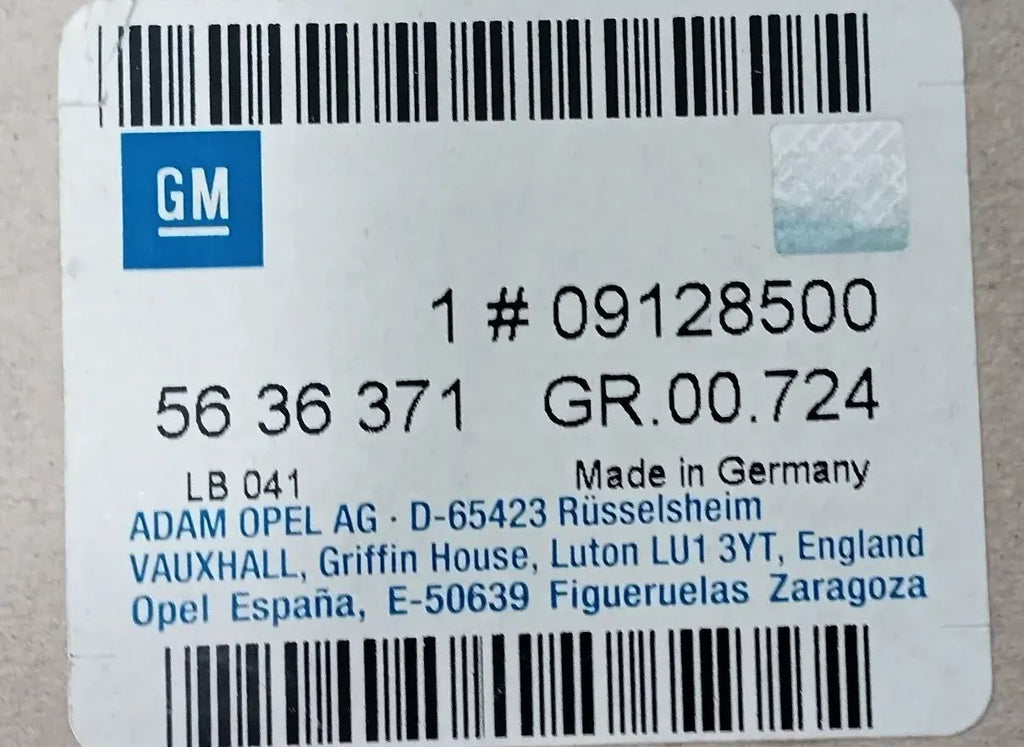 GM
1 # 09128500
56 36 371 GR.00.724
LB 041 Made in Germany
ADAM OPEL AG · D-65423 Rüsselsheim
VAUXHALL, Griffin House, Luton LU1 3YT, England
Opel España, E-50639 Figueruelas Zaragoza